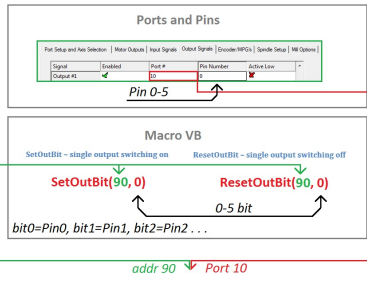 Ports and Pins
Port Setup and Axis Selection | Motor Outputs | Input Signals | Output Signals | Encoder/MPG's | Spindle Setup | Mill Options
Signal Enabled Port # Pin Number Active Low
Output #1 10 0
Pin 0-5
Macro VB
SetOutBit – single output switching on ResetOutBit – single output switching off
SetOutBit(90, 0) ResetOutBit(90, 0)
0-5 bit
bit0=Pin0, bit1=Pin1, bit2=Pin2 . . .
addr 90 Port 10